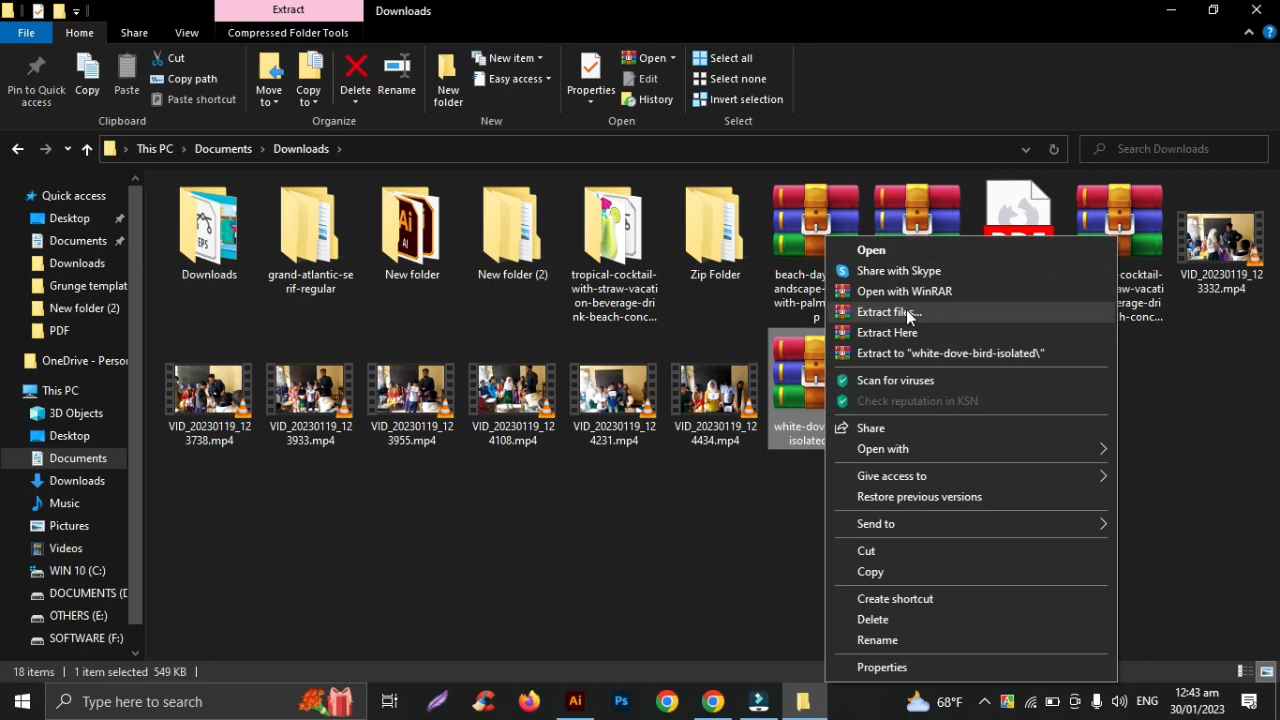 Extract
Downloads
File
Home
Share
View
Compressed Folder Tools
Pin to Quick
access
Copy
Paste
Cut
Copy path
Paste shortcut
Clipboard
Move
to
Copy
to
Delete
Rename
Organize
New
folder
New item
Easy access
New
Properties
Open
Edit
History
Open
Select all
Select none
Invert selection
Select
This PC
Documents
Downloads
Search Downloads
Quick access
Desktop
Documents
Downloads
Grunge templat
New folder (2)
PDF
OneDrive - Person
This PC
3D Objects
Desktop
Documents
Downloads
Music
Pictures
Videos
WIN 10 (C:)
DOCUMENTS (D
OTHERS (E:)
SOFTWARE (F:)
Downloads
grand-atlantic-se
rif-regular
New folder
New folder (2)
tropical-cocktail-
with-straw-vacation
-beverage-dri
nk-beach-conc...
Zip Folder
beach-day
andscape-
with-palm
p
-cocktail-
aw-vacation
erage-dri
ach-conc...
VID_20230119_12
3332.mp4
VID_20230119_12
3738.mp4
VID_20230119_12
3933.mp4
VID_20230119_12
3955.mp4
VID_20230119_12
4108.mp4
VID_20230119_12
4231.mp4
VID_20230119_12
4434.mp4
white-dov
isolated
Open
Share with Skype
Open with WinRAR
Extract files...
Extract Here
Extract to "white-dove-bird-isolated\"
Scan for viruses
Check reputation in KSN
Share
Open with
Give access to
Restore previous versions
Send to
Cut
Copy
Create shortcut
Delete
Rename
Properties
18 items
1 item selected 549 KB
Type here to search
Ai
Ps
68°F
ENG
12:43 am
30/01/2023